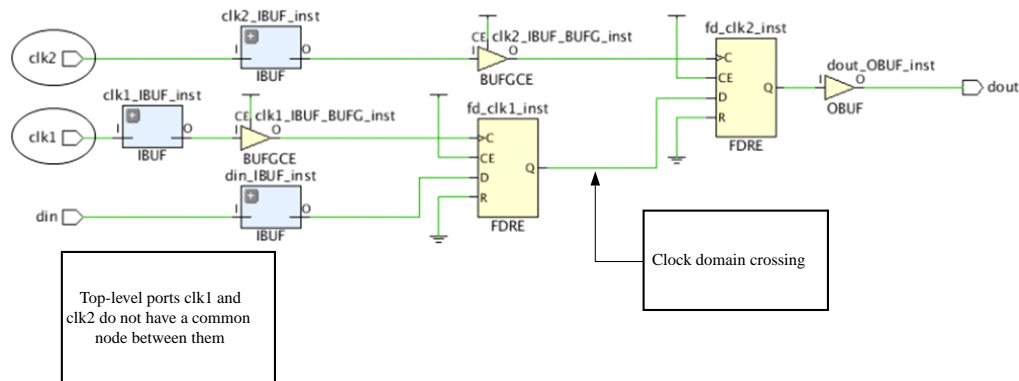 clk2_IBUF_inst
fd_clk2_inst
clk2
I
O
IBUF
CE
clk2_IBUF_BUFG_inst
I
O
BUFGCE
C
CE
D
R
Q
FDRE
dout_OBUF_inst
I
O
OBUF
dout
clk1_IBUF_inst
clk1
I
O
IBUF
CE
clk1_IBUF_BUFG_inst
I
O
BUFGCE
fd_clk1_inst
C
CE
D
R
Q
FDRE
din_IBUF_inst
din
I
O
IBUF
Clock domain crossing
Top-level ports clk1 and
clk2 do not have a common
node between them